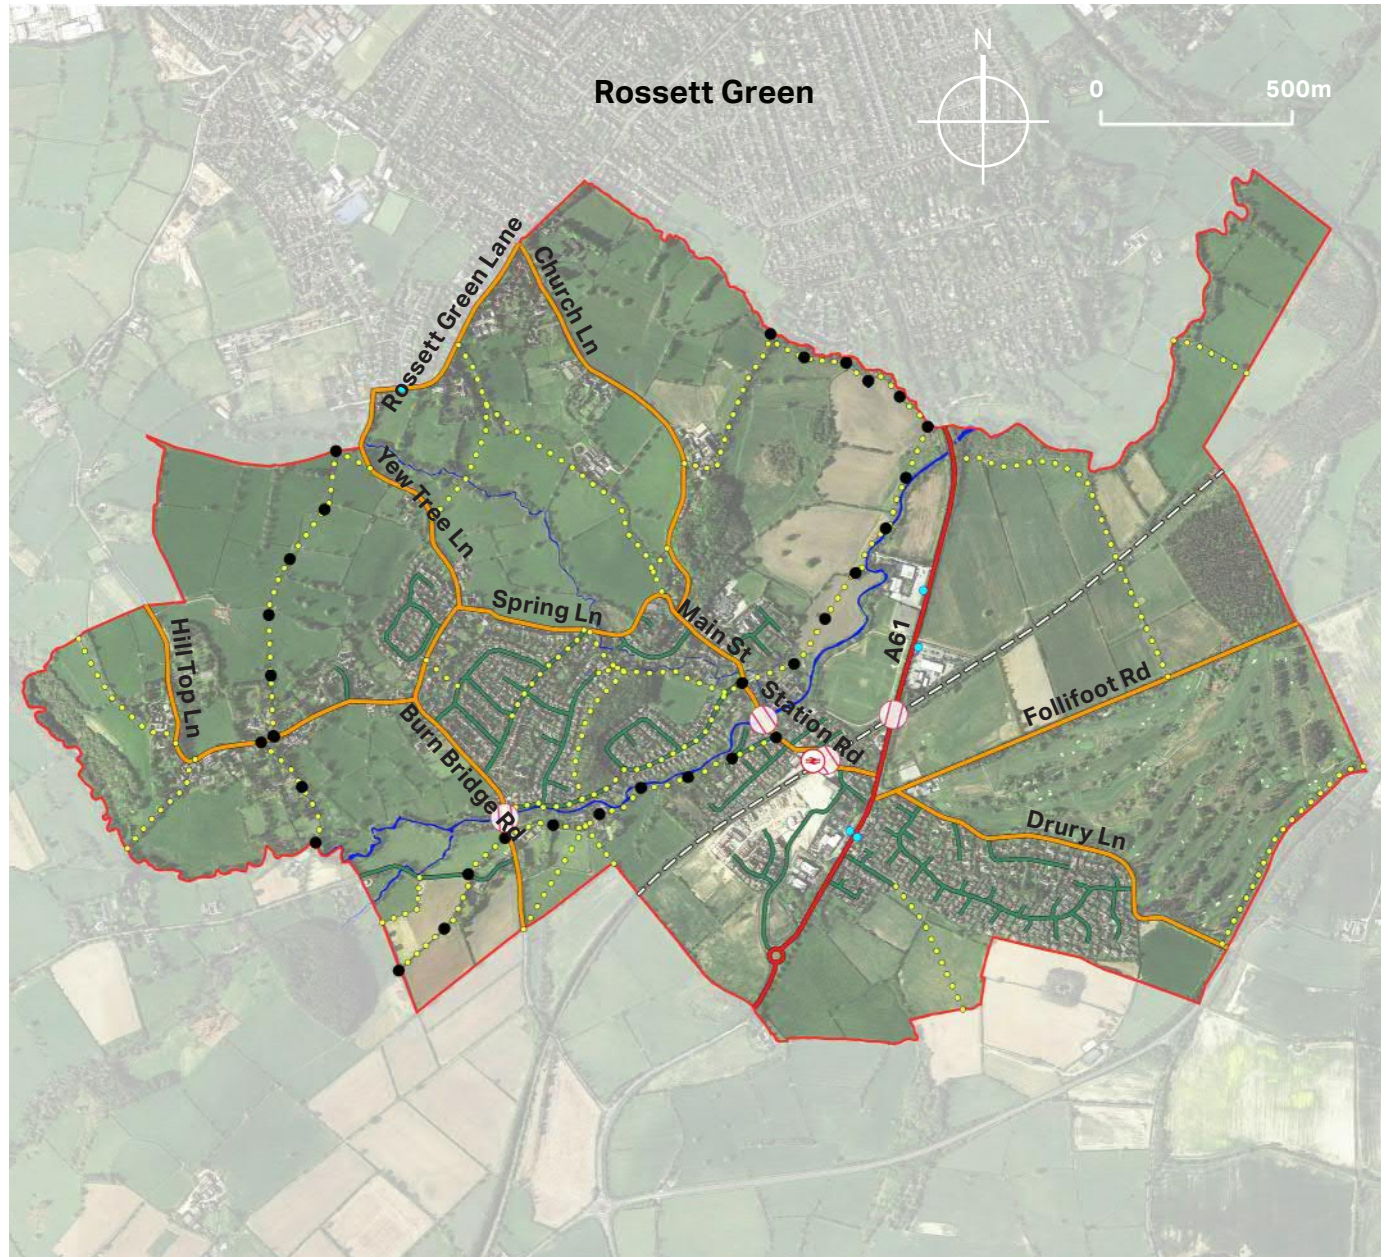 N
Rossett Green
0 500m
Rossett Green Lane
Church Ln
Yew Tree Ln
Spring Ln
Main St
Hill Top Ln
A61
Station Rd
Follifoot Rd
Burn Bridge Rd
Drury Ln